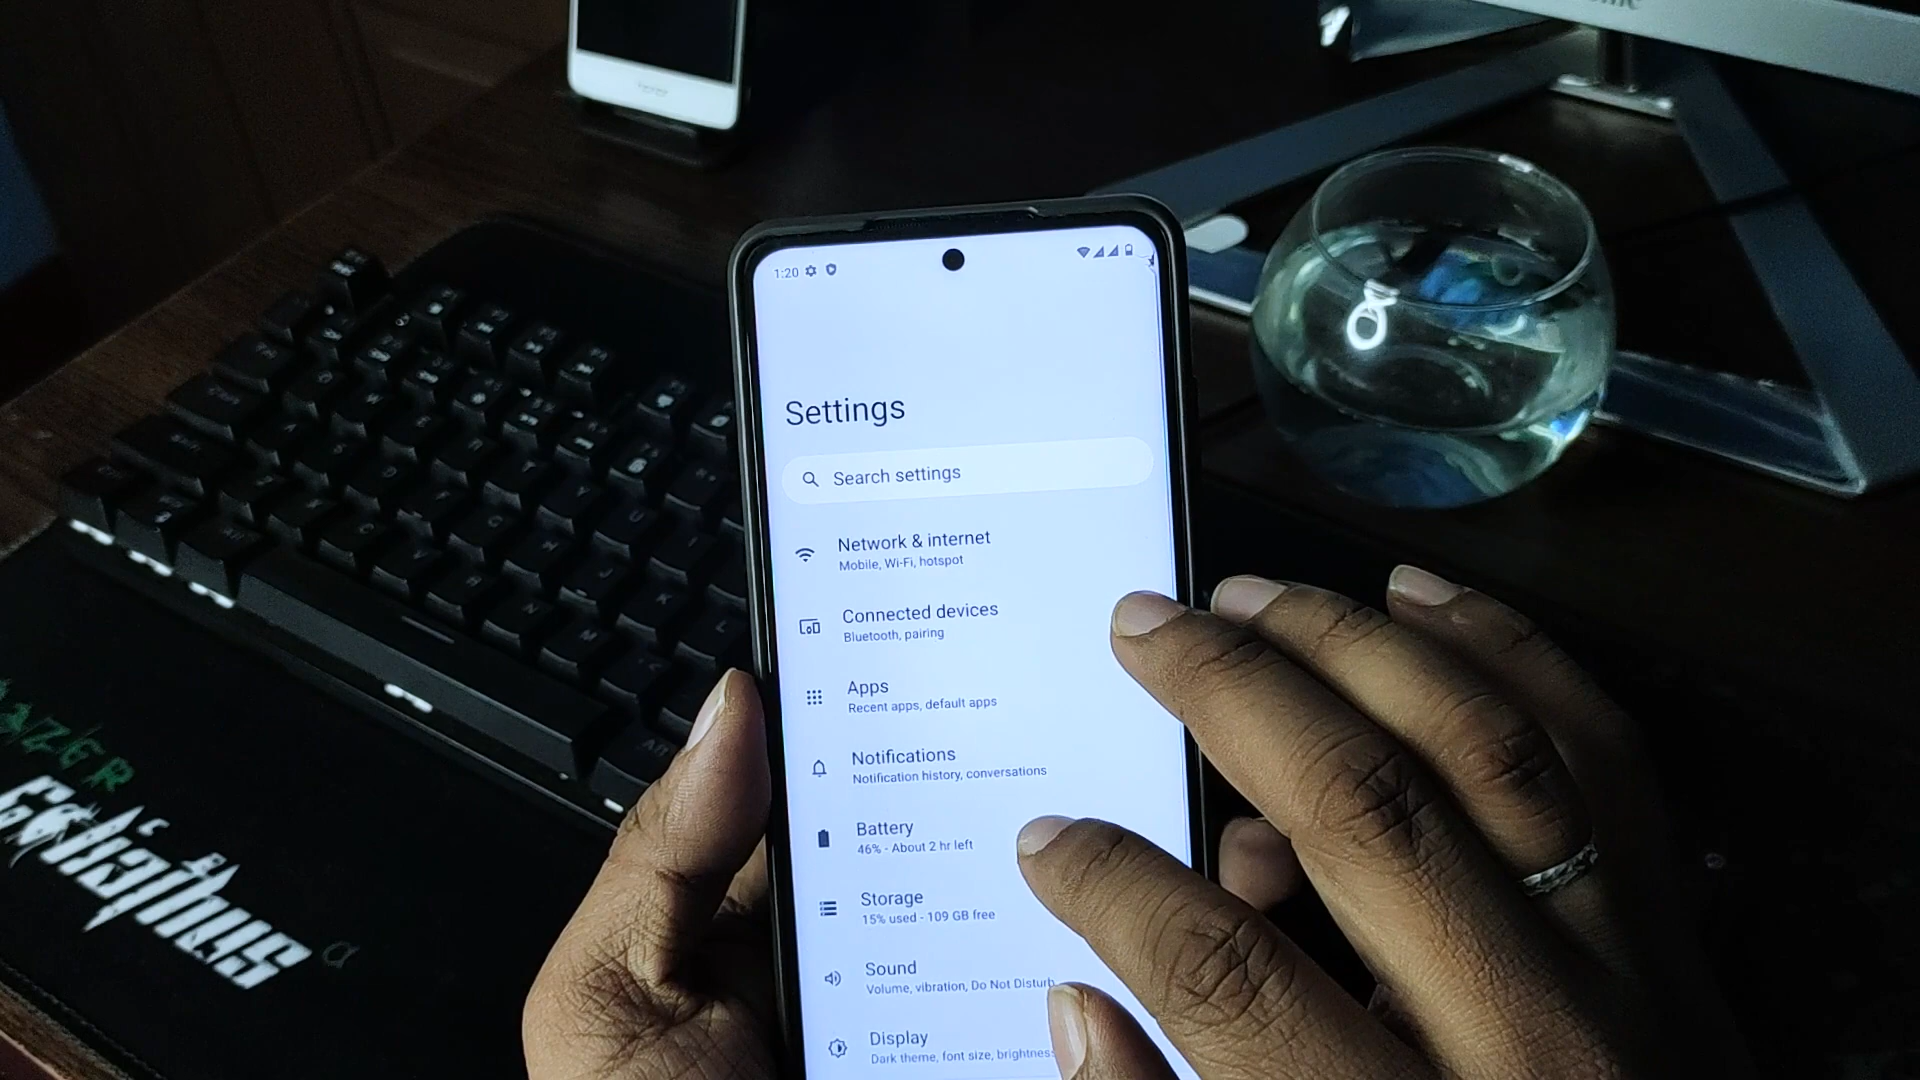 1:20
Settings
Search settings
Network & internet
Mobile, Wi-Fi, hotspot
Connected devices
Bluetooth, pairing
Apps
Recent apps, default apps
Notifications
Notification history, conversations
Battery
46% - About 2 hr left
Storage
15% used - 109 GB free
Sound
Volume, vibration, Do Not Disturb
Display
Dark theme, font size, brightness
RAZER
Goliathus